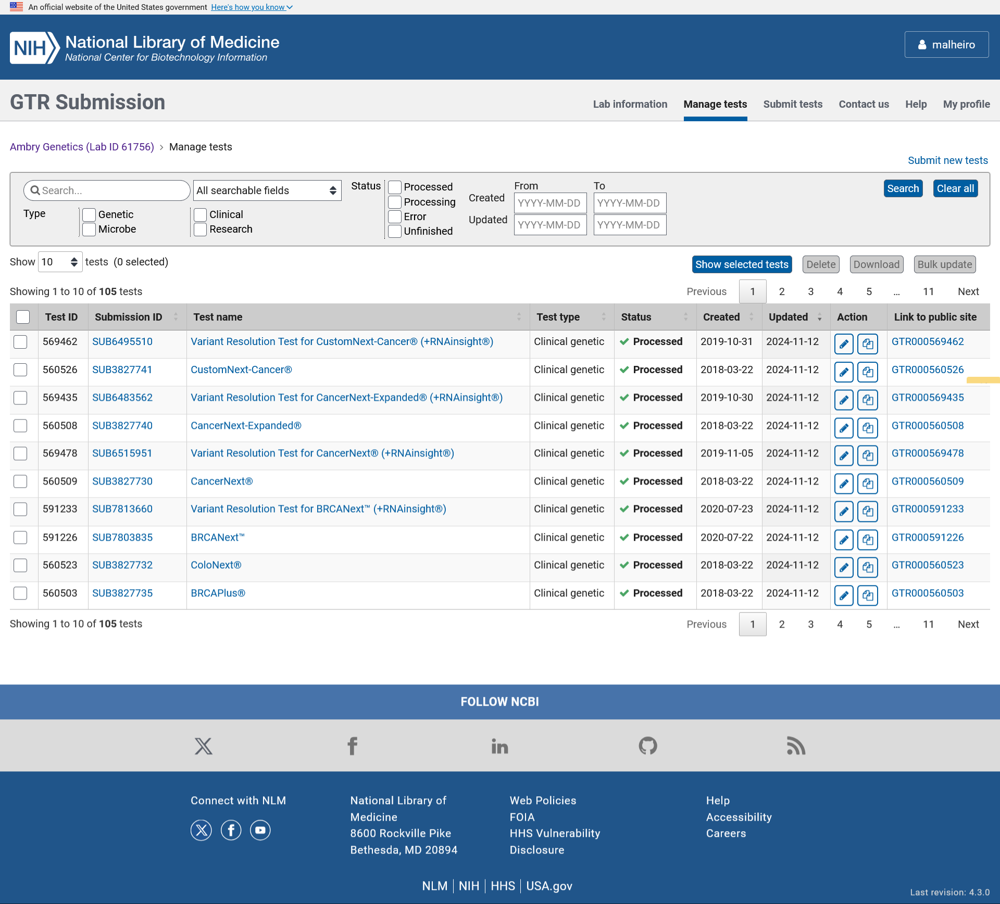 An official website of the United States government Here's how you know
NIH National Library of Medicine
National Center for Biotechnology Information
malheiro
GTR Submission
Lab information Manage tests Submit tests Contact us Help My profile
Ambry Genetics (Lab ID 61756) > Manage tests
Submit new tests
Search... All searchable fields
Type Genetic Clinical
Microbe Research
Status Processed
Processing
Error
Unfinished
From To
Created YYYY-MM-DD YYYY-MM-DD
Updated YYYY-MM-DD YYYY-MM-DD
Search Clear all
Show 10 tests (0 selected)
Show selected tests Delete Download Bulk update
Showing 1 to 10 of 105 tests
Previous 1 2 3 4 5 ... 11 Next
Test ID Submission ID Test name Test type Status Created Updated Action Link to public site
569462 SUB6495510 Variant Resolution Test for CustomNext-Cancer® (+RNAinsight®) Clinical genetic Processed 2019-10-31 2024-11-12 GTR000569462
560526 SUB3827741 CustomNext-Cancer® Clinical genetic Processed 2018-03-22 2024-11-12 GTR000560526
569435 SUB6483562 Variant Resolution Test for CancerNext-Expanded® (+RNAinsight®) Clinical genetic Processed 2019-10-30 2024-11-12 GTR000569435
560508 SUB3827740 CancerNext-Expanded® Clinical genetic Processed 2018-03-22 2024-11-12 GTR000560508
569478 SUB6515951 Variant Resolution Test for CancerNext® (+RNAinsight®) Clinical genetic Processed 2019-11-05 2024-11-12 GTR000569478
560509 SUB3827730 CancerNext® Clinical genetic Processed 2018-03-22 2024-11-12 GTR000560509
591233 SUB7813660 Variant Resolution Test for BRCANext™ (+RNAinsight®) Clinical genetic Processed 2020-07-23 2024-11-12 GTR000591233
591226 SUB7803835 BRCANext™ Clinical genetic Processed 2020-07-22 2024-11-12 GTR000591226
560523 SUB3827732 ColoNext® Clinical genetic Processed 2018-03-22 2024-11-12 GTR000560523
560503 SUB3827735 BRCAPlus® Clinical genetic Processed 2018-03-22 2024-11-12 GTR000560503
Showing 1 to 10 of 105 tests
Previous 1 2 3 4 5 ... 11 Next
FOLLOW NCBI
Connect with NLM
National Library of
Medicine
8600 Rockville Pike
Bethesda, MD 20894
Web Policies
FOIA
HHS Vulnerability
Disclosure
Help
Accessibility
Careers
NLM | NIH | HHS | USA.gov
Last revision: 4.3.0